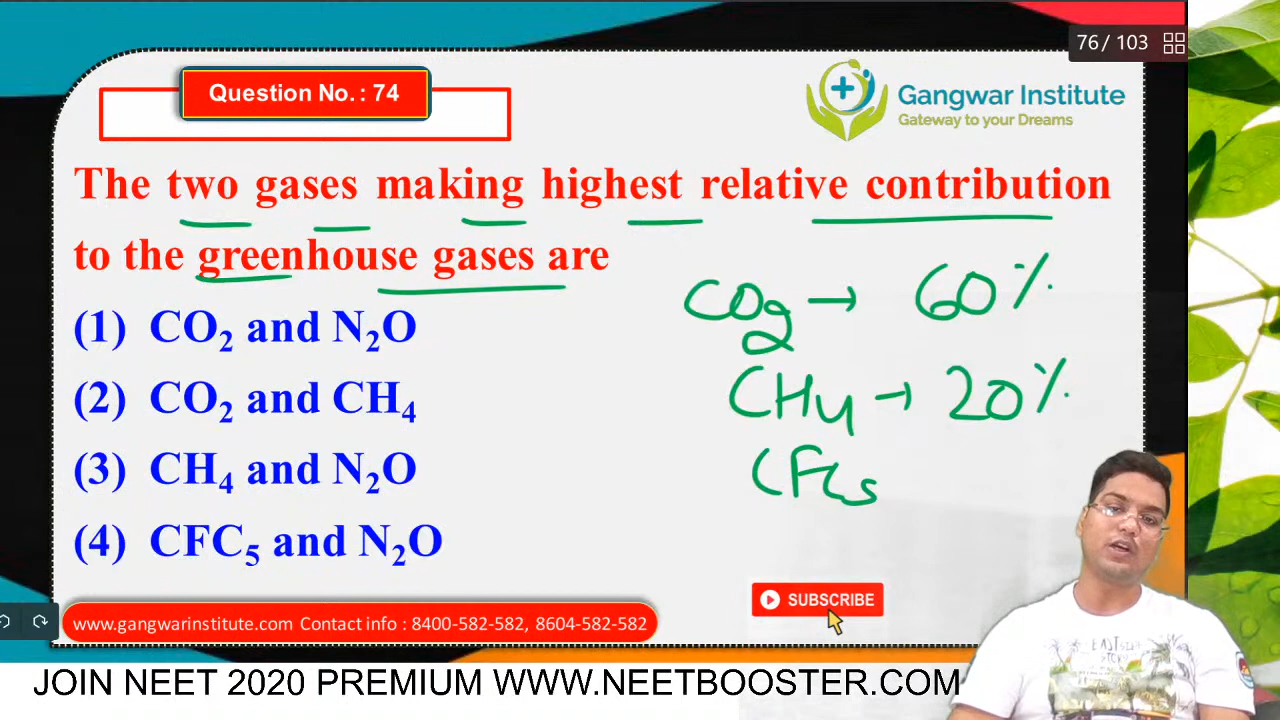 76 / 103
Question No. : 74
Gangwar Institute
Gateway to your Dreams
The two gases making highest relative contribution
to the greenhouse gases are
(1) CO₂ and N₂O
(2) CO₂ and CH₄
(3) CH₄ and N₂O
(4) CFC₅ and N₂O
CO₂ → 60%
CH₄ → 20%
CFCs
SUBSCRIBE
www.gangwarinstitute.com Contact info : 8400-582-582, 8604-582-582
JOIN NEET 2020 PREMIUM WWW.NEETBOOSTER.COM